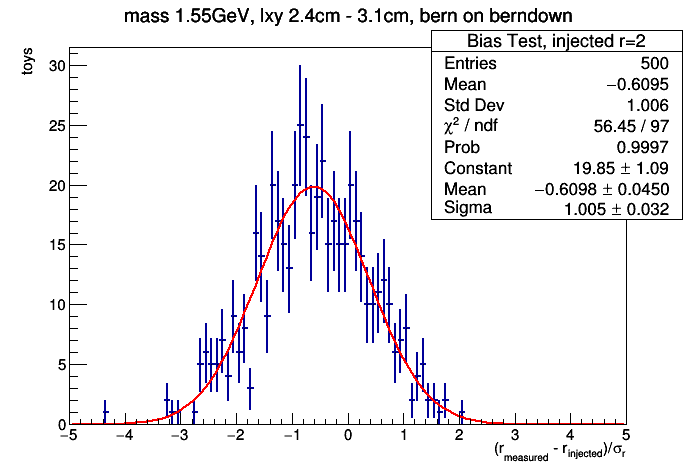 mass 1.55GeV, lxy 2.4cm - 3.1cm, bern on berndown
Bias Test, injected r=2
Entries 500
Mean −0.6095
Std Dev 1.006
χ² / ndf 56.45 / 97
Prob 0.9997
Constant 19.85 ± 1.09
Mean −0.6098 ± 0.0450
Sigma 1.005 ± 0.032
toys
30
25
20
15
10
5
0
−5 −4 −3 −2 −1 0 1 2 3 4 5
(r_measured - r_injected)/σ_r